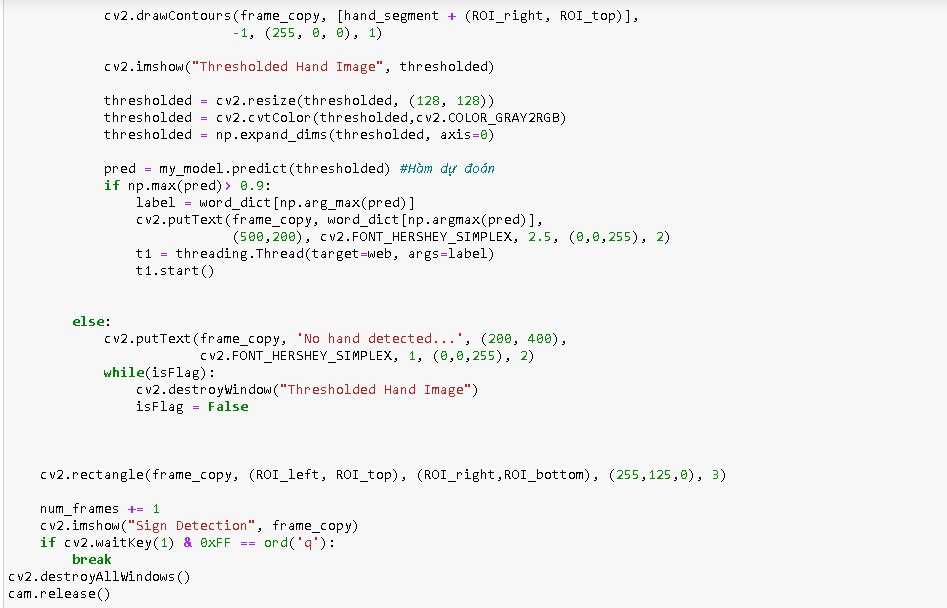 cv2.drawContours(frame_copy, [hand_segment + (ROI_right, ROI_top)],
-1, (255, 0, 0), 1)
cv2.imshow("Thresholded Hand Image", thresholded)
thresholded = cv2.resize(thresholded, (128, 128))
thresholded = cv2.cvtColor(thresholded,cv2.COLOR_GRAY2RGB)
thresholded = np.expand_dims(thresholded, axis=0)
pred = my_model.predict(thresholded) #Hàm dự đoán
if np.max(pred)> 0.9:
label = word_dict[np.arg_max(pred)]
cv2.putText(frame_copy, word_dict[np.argmax(pred)],
(500,200), cv2.FONT_HERSHEY_SIMPLEX, 2.5, (0,0,255), 2)
t1 = threading.Thread(target=web, args=label)
t1.start()
else:
cv2.putText(frame_copy, 'No hand detected...', (200, 400),
cv2.FONT_HERSHEY_SIMPLEX, 1, (0,0,255), 2)
while(isFlag):
cv2.destroyWindow("Thresholded Hand Image")
isFlag = False
cv2.rectangle(frame_copy, (ROI_left, ROI_top), (ROI_right,ROI_bottom), (255,125,0), 3)
num_frames += 1
cv2.imshow("Sign Detection", frame_copy)
if cv2.waitKey(1) & 0xFF == ord('q'):
break
cv2.destroyAllWindows()
cam.release()